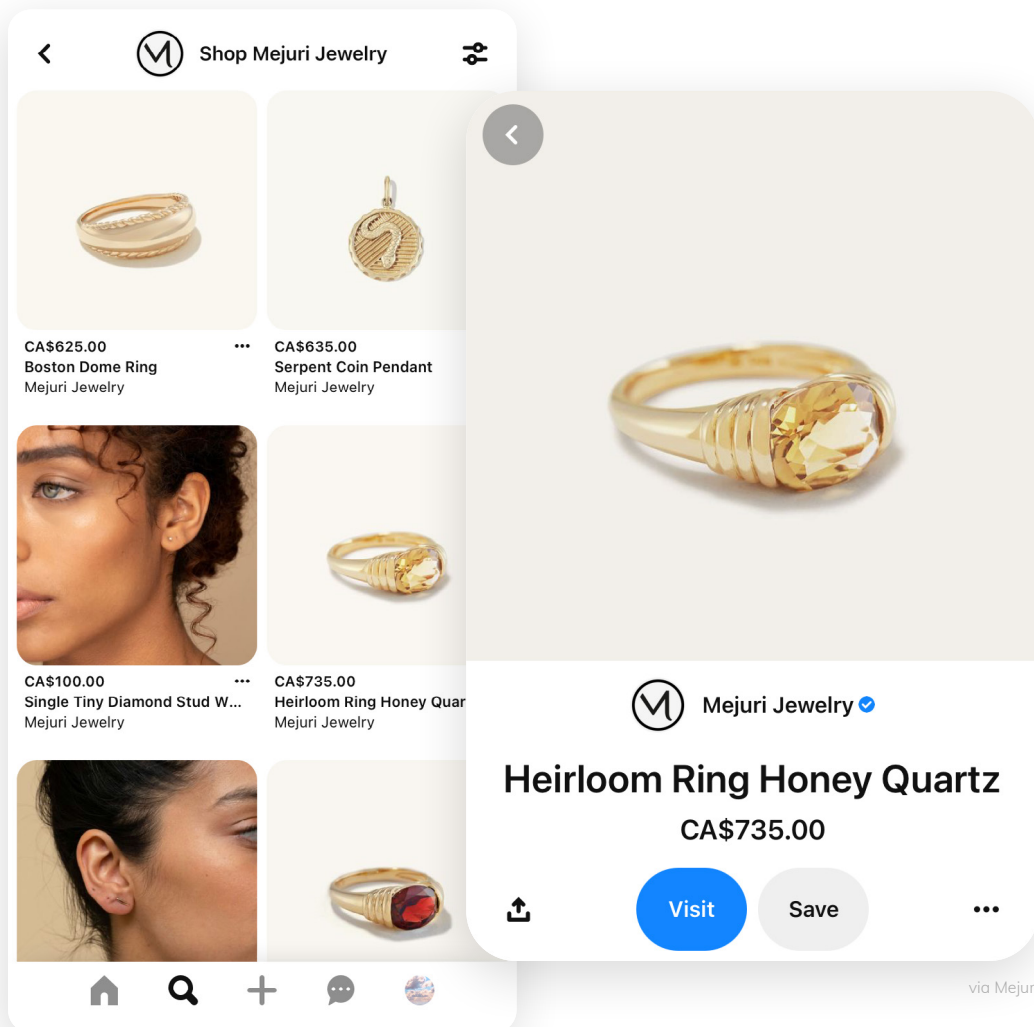 Shop Mejuri Jewelry
CA$625.00
Boston Dome Ring
Mejuri Jewelry
CA$635.00
Serpent Coin Pendant
Mejuri Jewelry
CA$100.00
Single Tiny Diamond Stud W...
Mejuri Jewelry
CA$735.00
Heirloom Ring Honey Quar
Mejuri Jewelry
Mejuri Jewelry
Heirloom Ring Honey Quartz
CA$735.00
Visit
Save
via Mejur